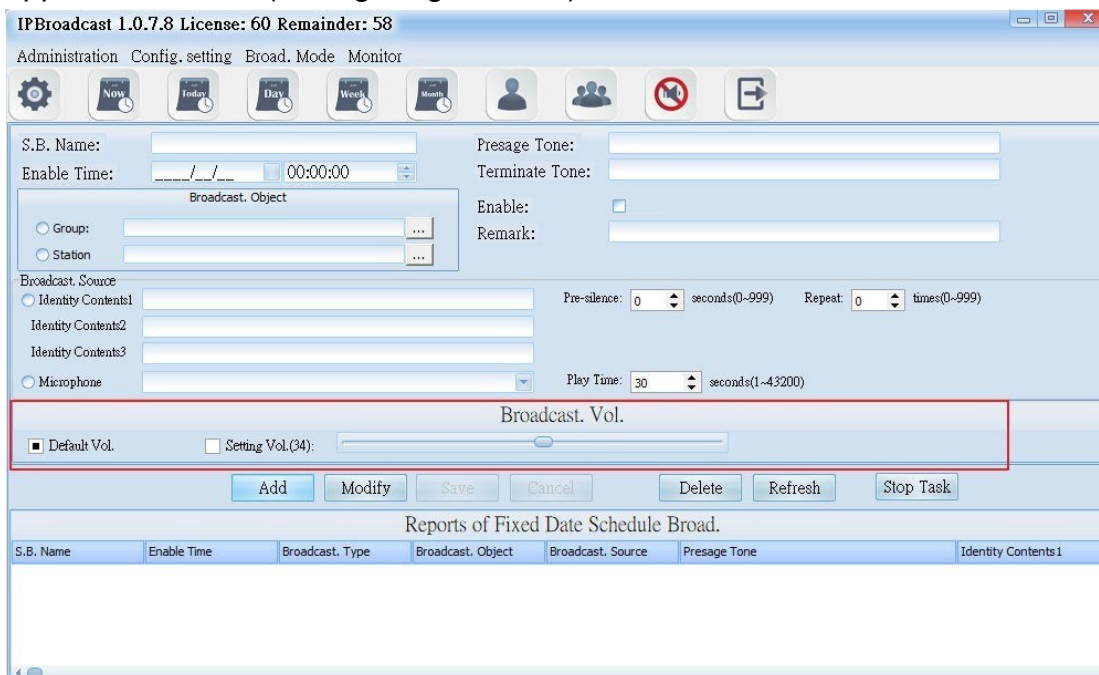 IPBroadcast 1.0.7.8 License: 60 Remainder: 58
Administration Config. setting Broad. Mode Monitor
Now Today Day Week Month
S.B. Name: Presage Tone:
Enable Time: ____/__/__ 00:00:00 Terminate Tone:
Broadcast. Object
Enable:
Group: ... Remark:
Station ...
Broadcast. Source
Identity Contents1 Pre-silence: 0 seconds(0~999) Repeat: 0 times(0~999)
Identity Contents2
Identity Contents3
Microphone Play Time: 30 seconds(1~43200)
Broadcast. Vol.
Default Vol. Setting Vol.(34):
Add Modify Save Cancel Delete Refresh Stop Task
Reports of Fixed Date Schedule Broad.
S.B. Name Enable Time Broadcast. Type Broadcast. Object Broadcast. Source Presage Tone Identity Contents1